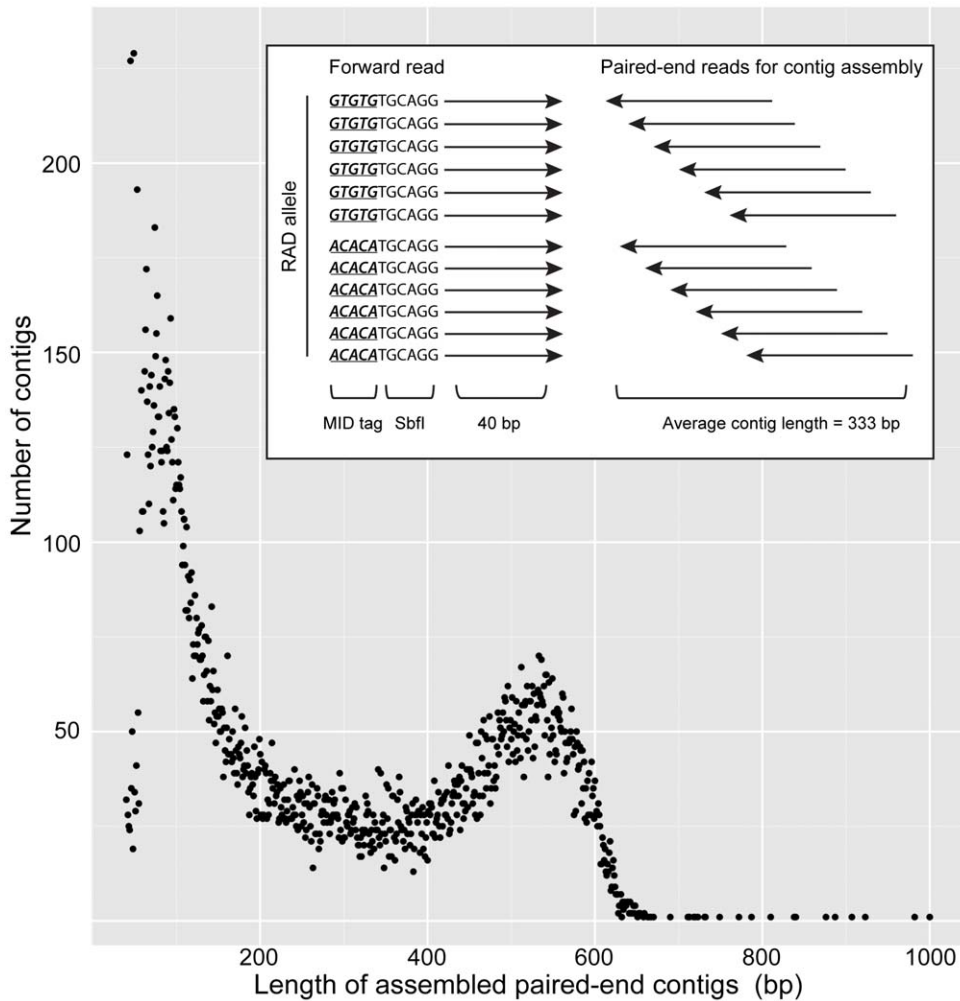 Forward read Paired-end reads for contig assembly
GTGTGTGCAGG
GTGTGTGCAGG
GTGTGTGCAGG
GTGTGTGCAGG
GTGTGTGCAGG
GTGTGTGCAGG
RAD allele
ACACATGCAGG
ACACATGCAGG
ACACATGCAGG
ACACATGCAGG
ACACATGCAGG
ACACATGCAGG
MID tag SbfI 40 bp Average contig length = 333 bp
Number of contigs
200
150
100
50
200 400 600 800 1000
Length of assembled paired-end contigs (bp)